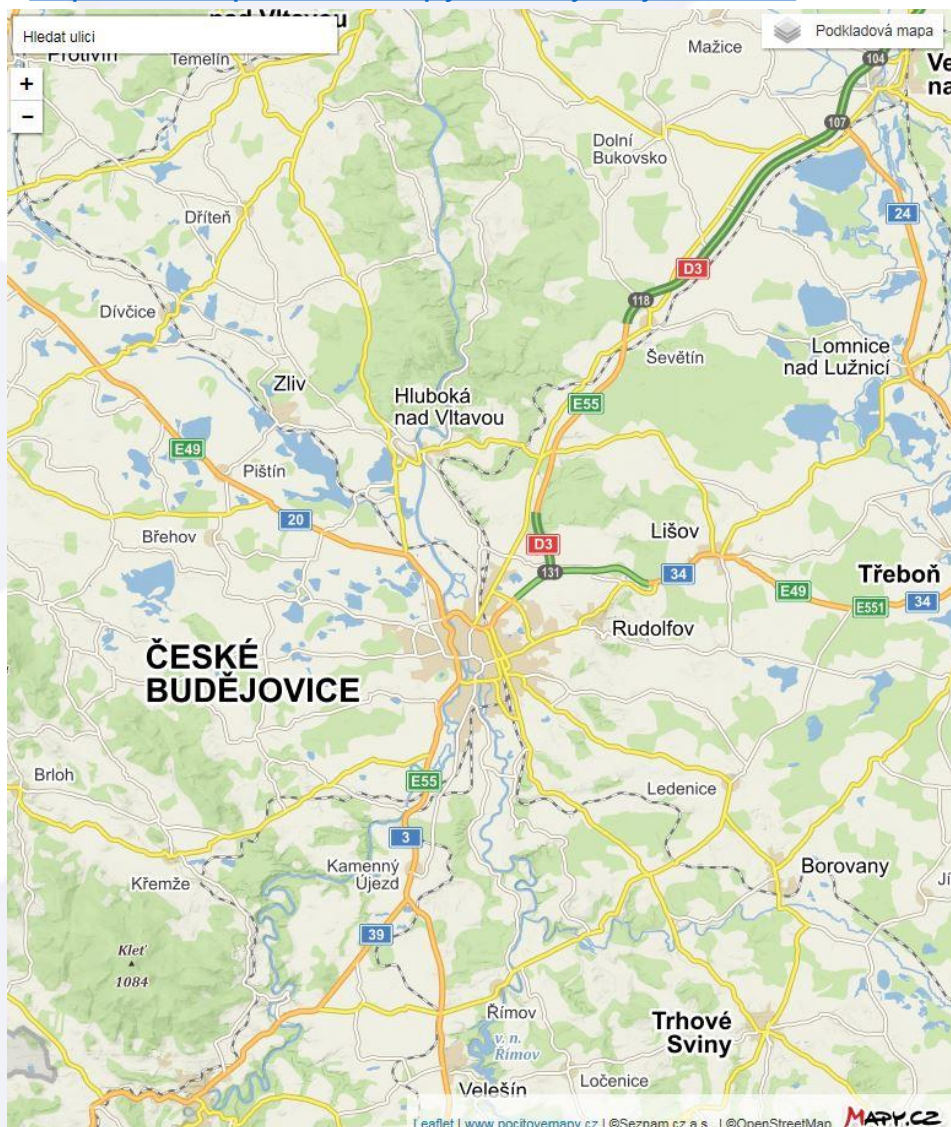 nad Vltavou
Hledat ulici
Podkladová mapa
Protivín
Temelín
Mažice
104
+
−
107
Dolní
Bukovsko
Dříteň
24
D3
118
Dívčice
Lomnice
nad Lužnicí
Ševětín
Zliv
Hluboká
nad Vltavou
E55
E49
Pištín
20
Břehov
Lišov
D3
131
34
Třeboň
E49
E551
34
Rudolfov
ČESKÉ
BUDĚJOVICE
Brloh
E55
Ledenice
3
Kamenný
Újezd
Borovany
Křemže
39
Kleť
1084
Římov
Trhové
Sviny
v. n.
Římov
Ločenice
Velešín
Leaflet | www.pocitovemapy.cz | ©Seznam.cz a.s. | ©OpenStreetMap
MAPY.CZ